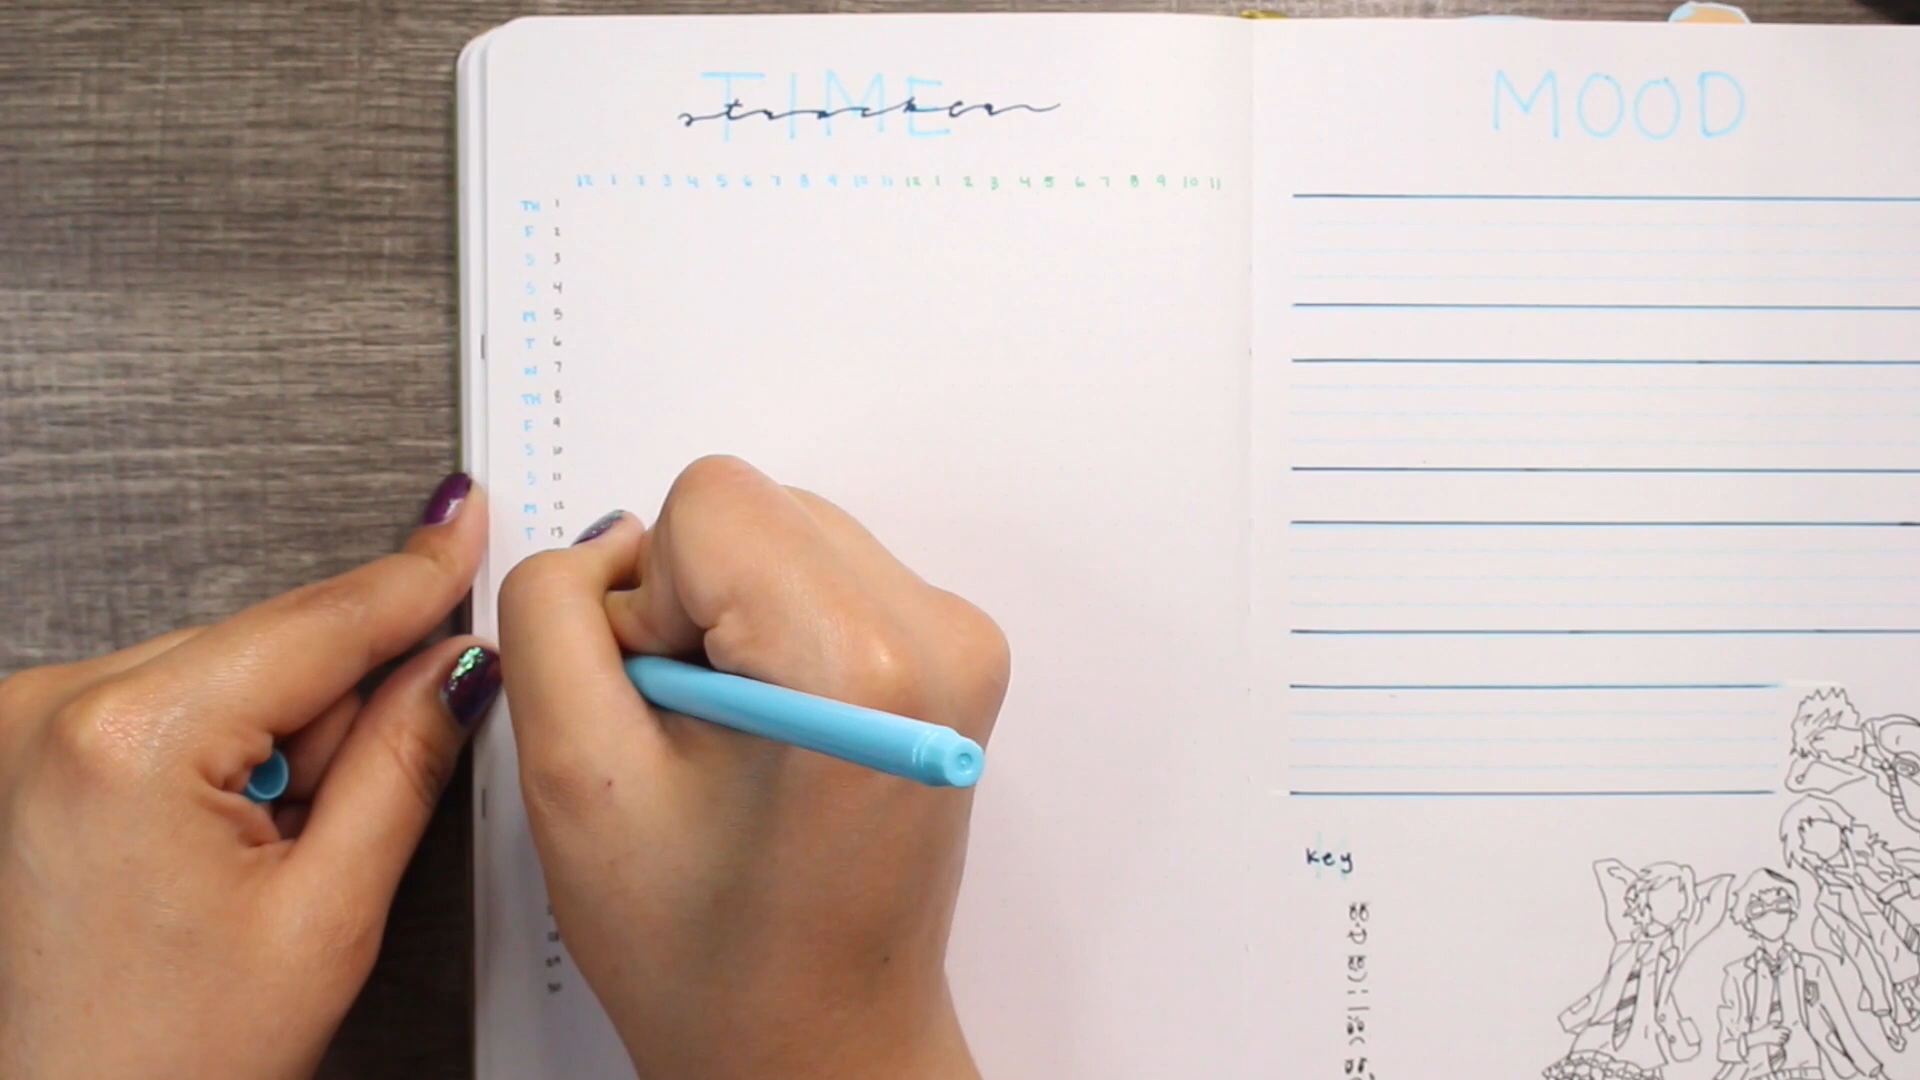 TIME
tracker
12 1 2 3 4 5 6 7 8 9 10 11 12 1 2 3 4 5 6 7 8 9 10 11
TH 1
F 2
S 3
S 4
M 5
T 6
W 7
TH 8
F 9
S 10
S 11
M 12
T 13
30
MOOD
key